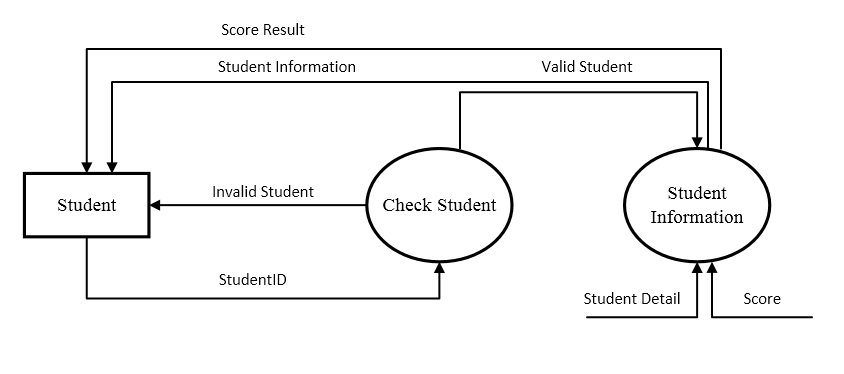 Score Result
Student Information
Valid Student
Invalid Student
Student
Check Student
Student
Information
StudentID
Student Detail
Score